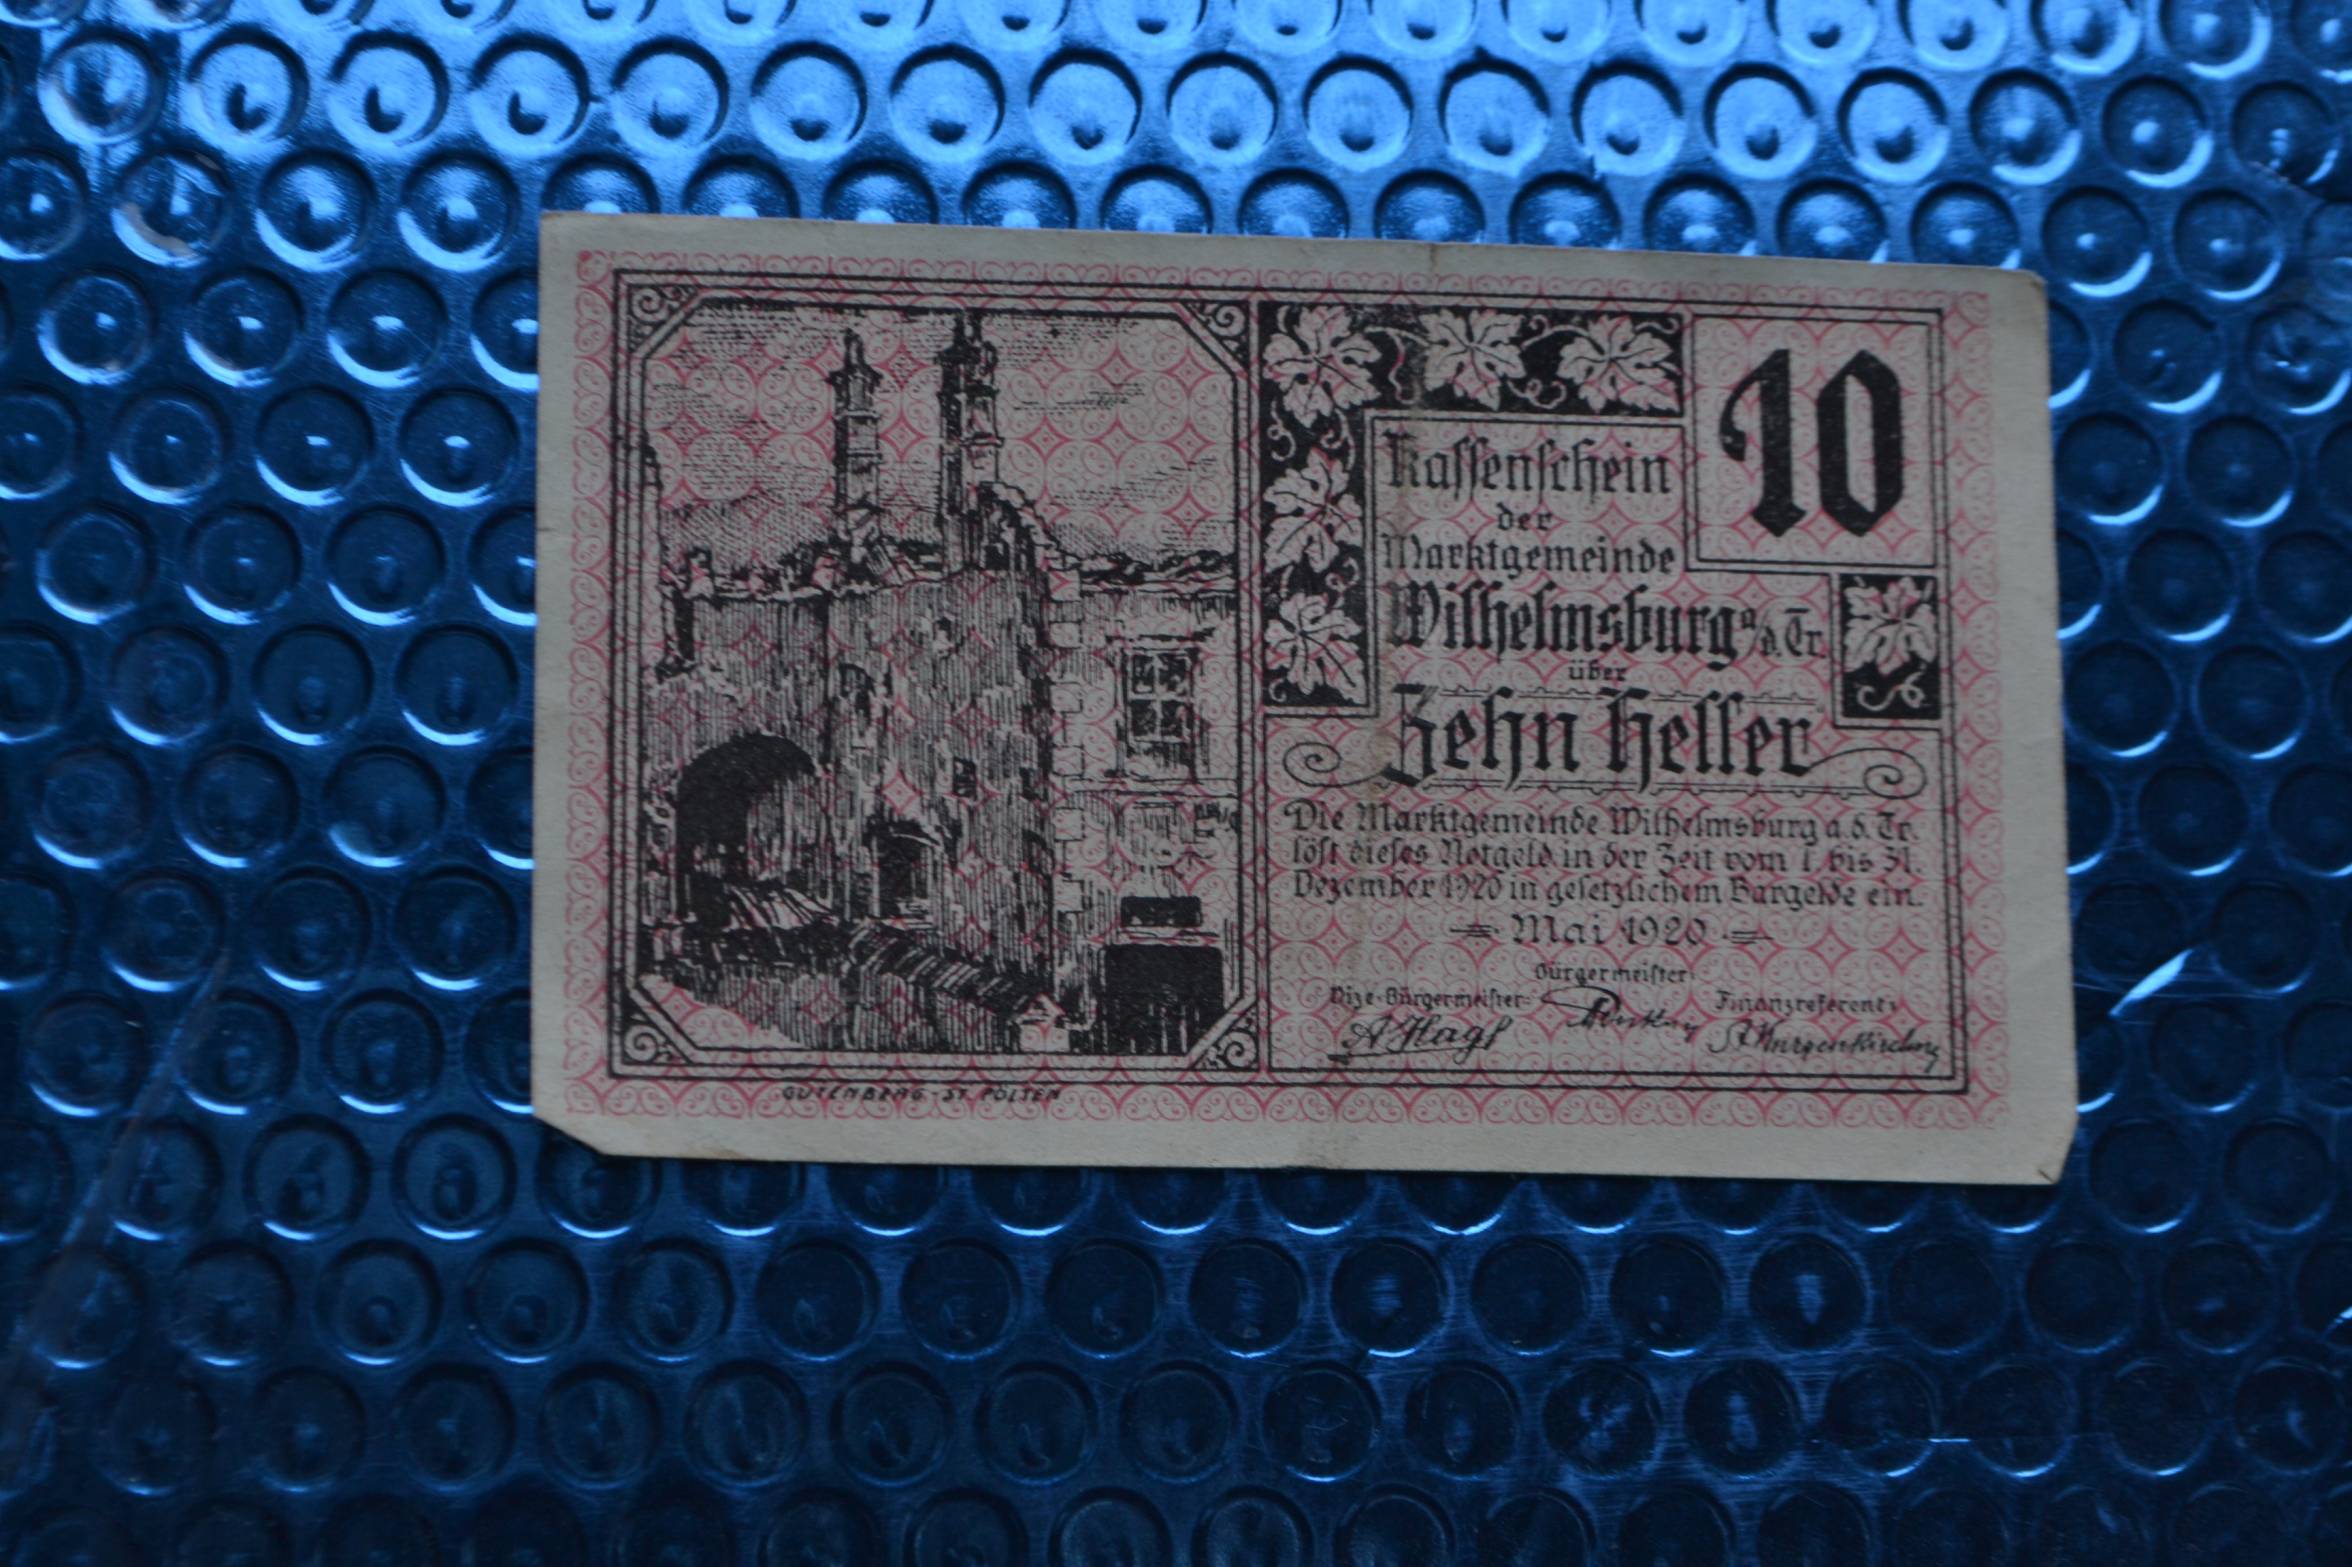 10
Kassenschein
der
Marktgemeinde
Wilhelmsburg a/d. Tr.
über
Zehn Heller
Die Marktgemeinde Wilhelmsburg a. d. Tr.
löst dieses Notgeld in der Zeit vom 1. bis 31.
Dezember 1920 in gesetzlichem Bargelde ein.
Mai 1920
Bürgermeister:
Vize-Bürgermeister: Finanzreferent:
GUTENBERG-ST. PÖLTEN